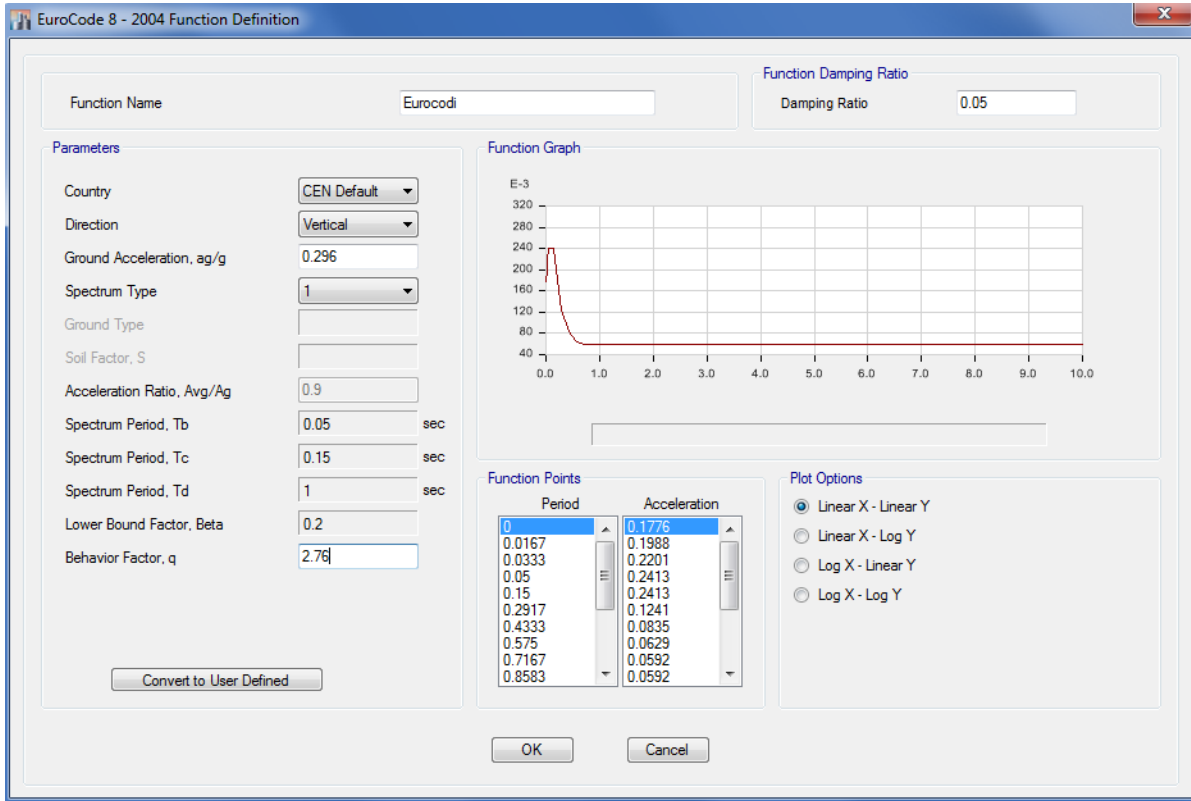 EuroCode 8 - 2004 Function Definition
x
Function Name
Eurocodi
Function Damping Ratio
Damping Ratio
0.05
Parameters
Country
CEN Default
Direction
Vertical
Ground Acceleration, ag/g
0.296
Spectrum Type
1
Ground Type
Soil Factor, S
Acceleration Ratio, Avg/Ag
0.9
Spectrum Period, Tb
0.05
sec
Spectrum Period, Tc
0.15
sec
Spectrum Period, Td
1
sec
Lower Bound Factor, Beta
0.2
Behavior Factor, q
2.76
Convert to User Defined
Function Graph
E-3
320
280
240
200
160
120
80
40
0.0 1.0 2.0 3.0 4.0 5.0 6.0 7.0 8.0 9.0 10.0
Function Points
Period Acceleration
0 0.1776
0.0167 0.1988
0.0333 0.2201
0.05 0.2413
0.15 0.2413
0.2917 0.1241
0.4333 0.0835
0.575 0.0629
0.7167 0.0592
0.8583 0.0592
Plot Options
Linear X - Linear Y
Linear X - Log Y
Log X - Linear Y
Log X - Log Y
OK
Cancel